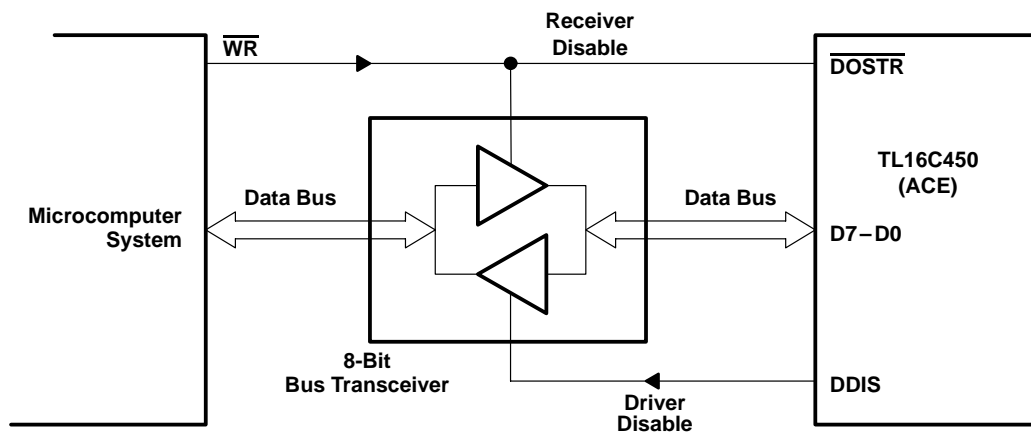 WR
Receiver
Disable
DOSTR
TL16C450
(ACE)
Microcomputer
System
Data Bus
Data Bus
D7–D0
8-Bit
Bus Transceiver
Driver
Disable
DDIS